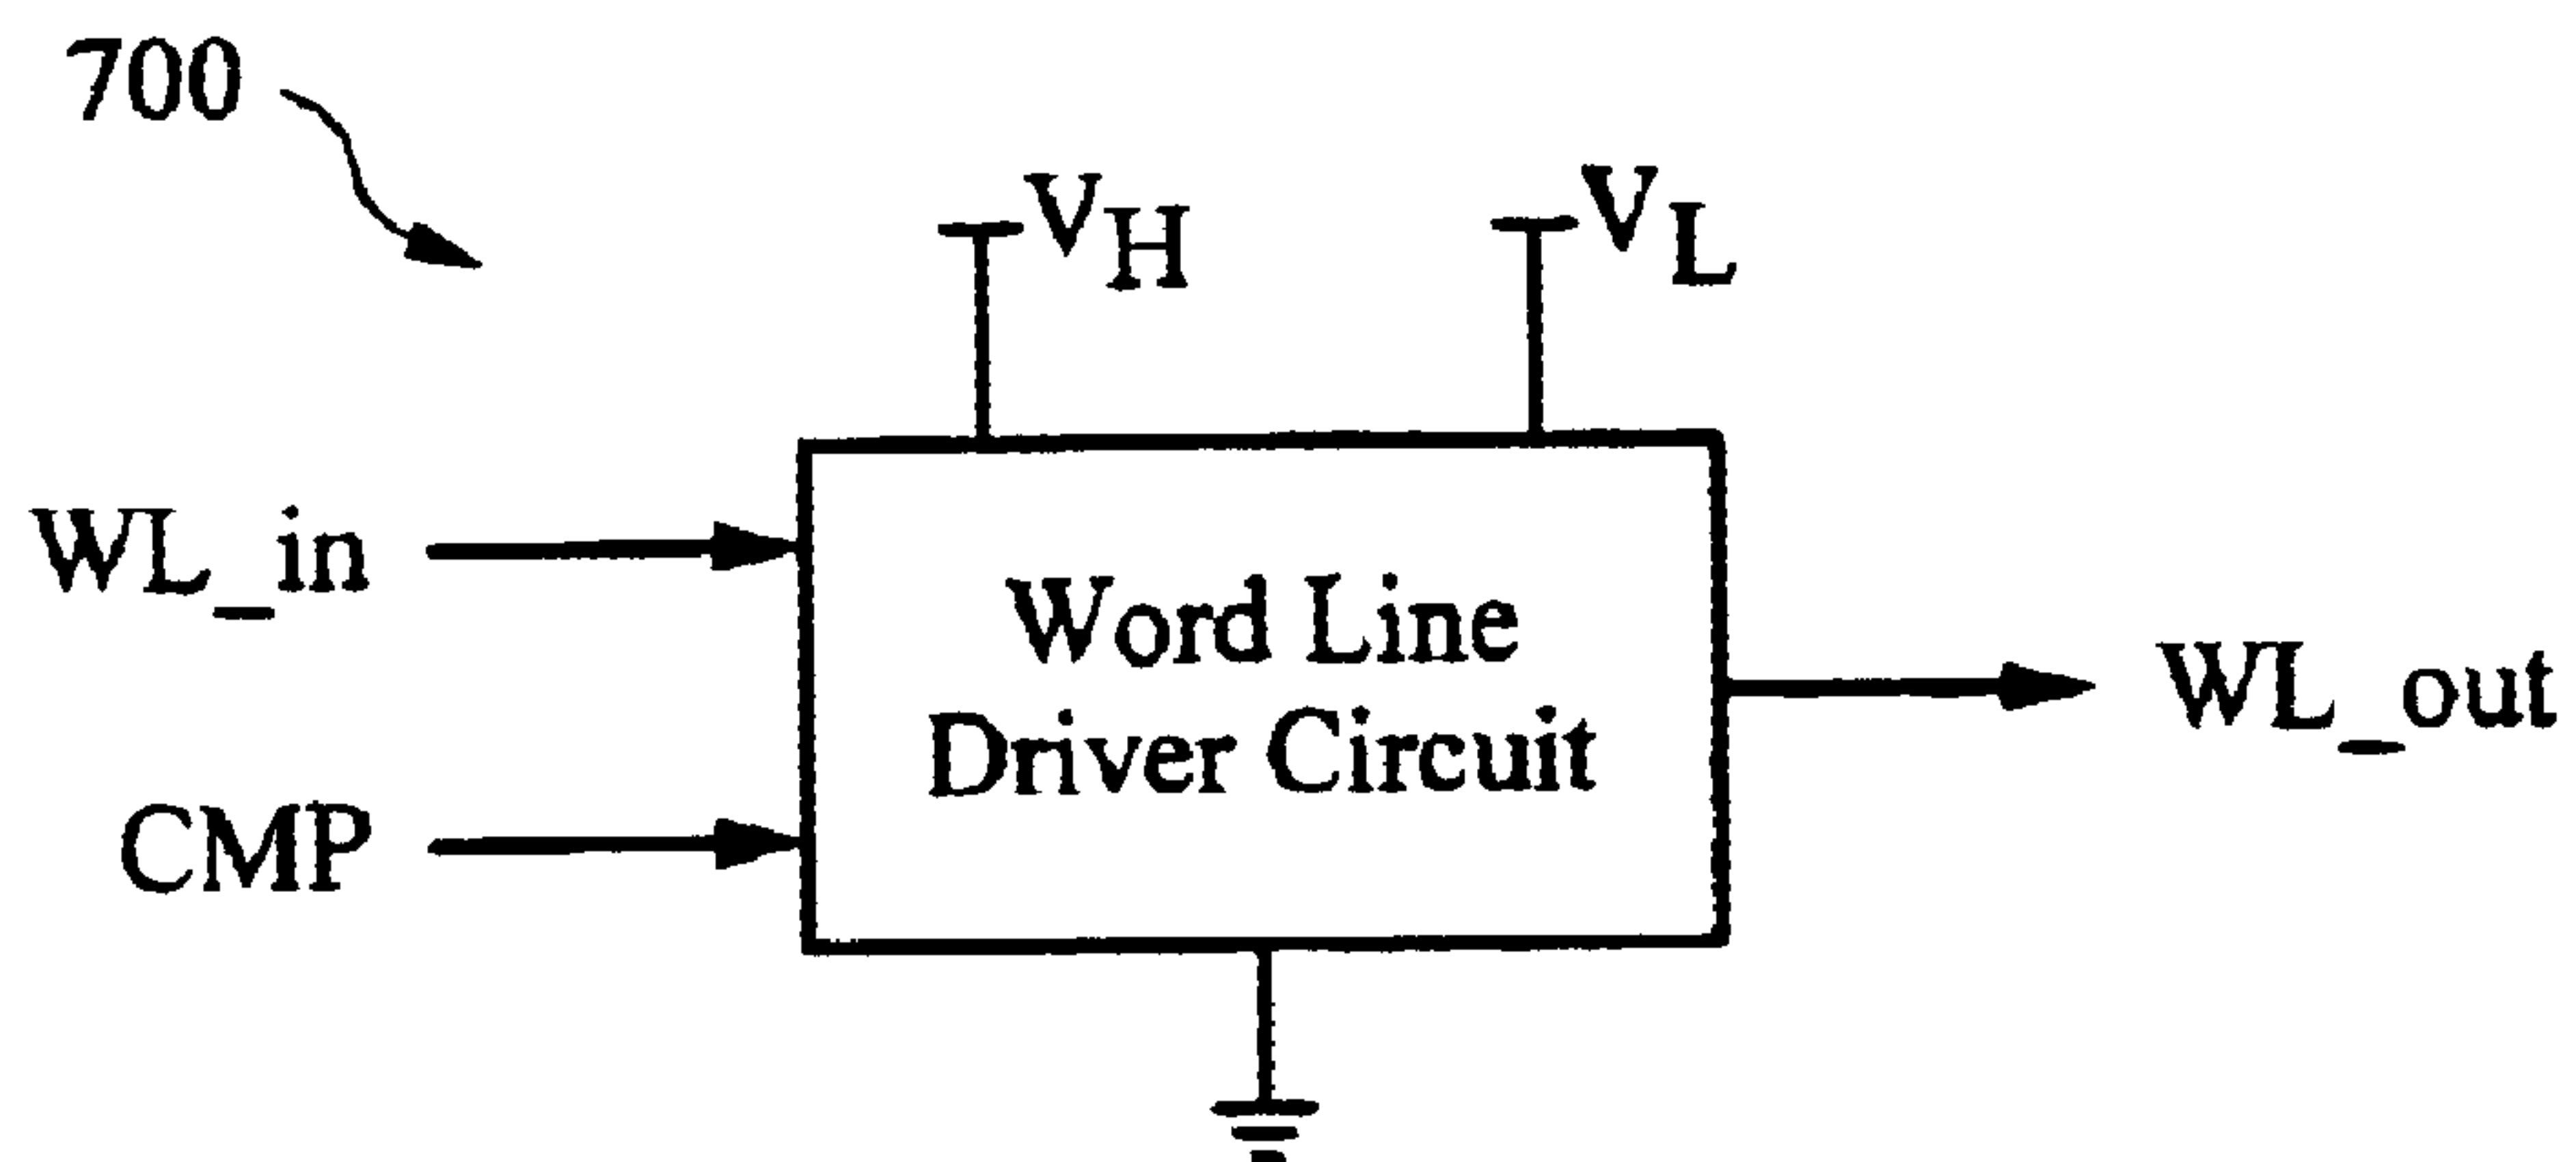 700
VH
VL
WL_in
Word Line
Driver Circuit
CMP
WL_out